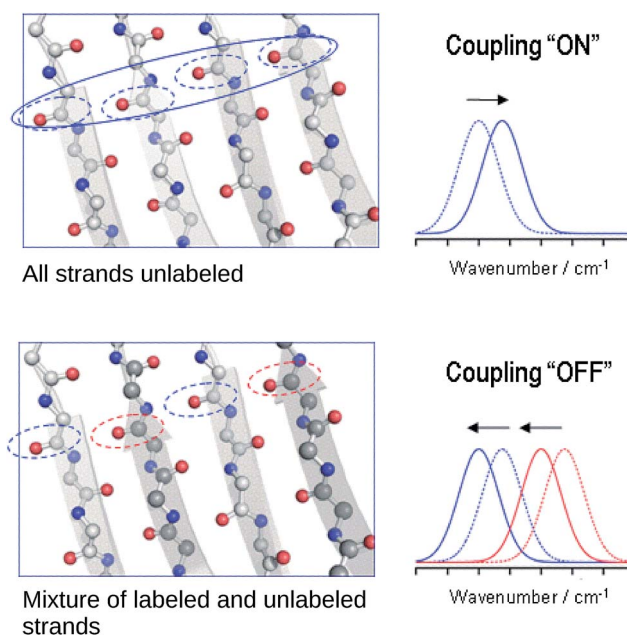 Coupling “ON”
Wavenumber / cm-1
All strands unlabeled
Coupling “OFF”
Wavenumber / cm-1
Mixture of labeled and unlabeled
strands